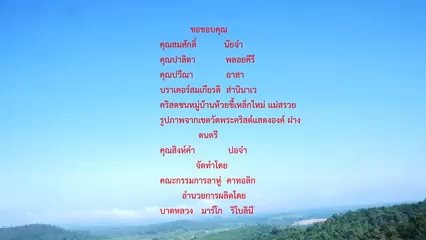 ขอขอบคุณ
คุณสมศักดิ์ นัยจ๋า
คุณปาลิตา พลอยคีรี
คุณปวีณา อาสา
บราเดอร์สมเกียรติ ส่านินาเว
คริสตชนหมู่บ้านห้วยขี้เหล็กใหม่ แม่สรวย
รูปภาพจากเขตวัดพระคริสต์แสดงองค์ ฝาง
ดนตรี
คุณสิงห์คำ ปอจ๋า
จัดทำโดย
คณะกรรมการลาหู่ คาทอลิก
อำนวยการผลิตโดย
บาดหลวง มาร์โก ริโบลินี